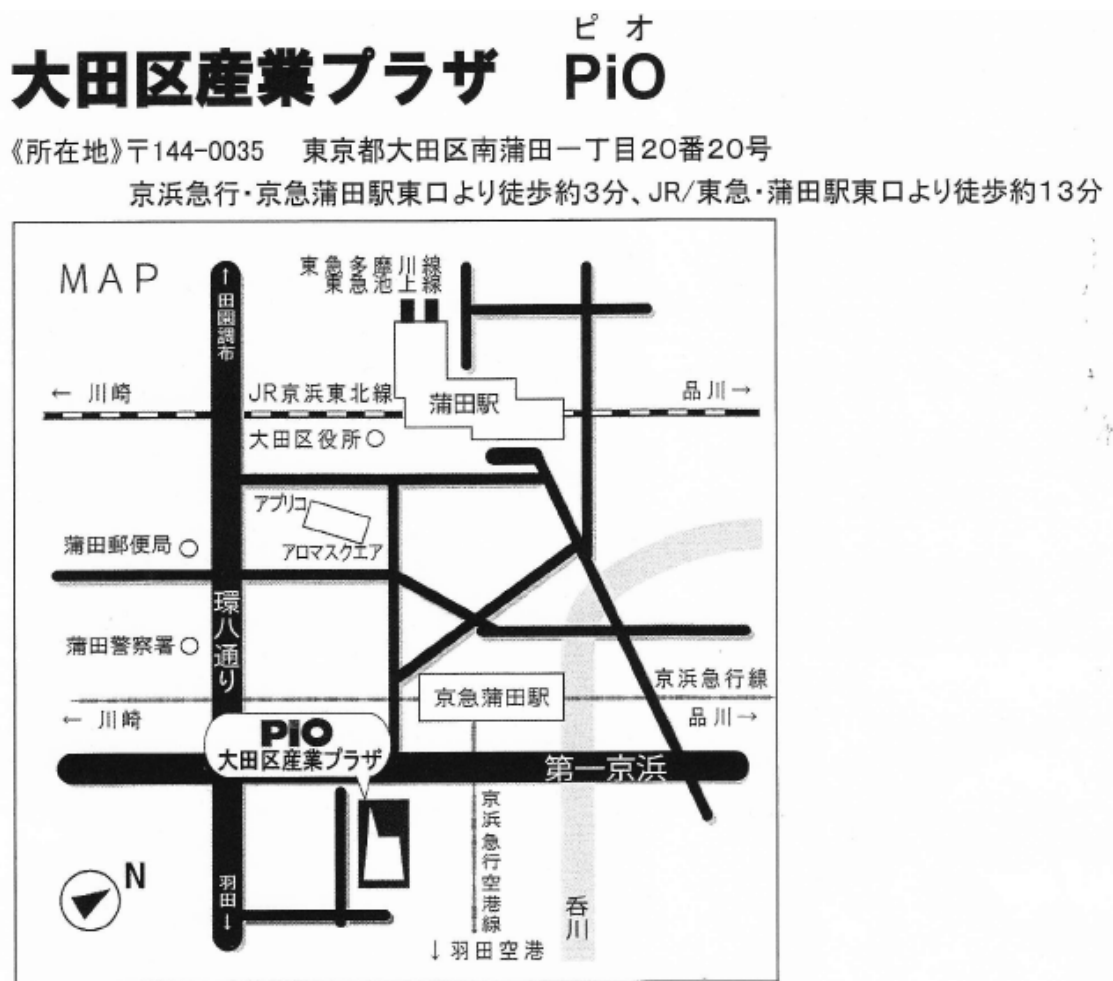 ピオ
大田区産業プラザ PiO
《所在地》〒144-0035 東京都大田区南蒲田一丁目20番20号
京浜急行・京急蒲田駅東口より徒歩約3分、JR/東急・蒲田駅東口より徒歩約13分
MAP
↑田園調布
東急多摩川線
東急池上線
← 川崎
JR京浜東北線
蒲田駅
品川→
大田区役所○
アプリコ
アロマスクエア
蒲田郵便局○
環八通り
蒲田警察署○
京急蒲田駅
京浜急行線
← 川崎
品川→
PiO
大田区産業プラザ
第一京浜
京浜急行空港線
↓羽田空港
呑川
羽田↓
N